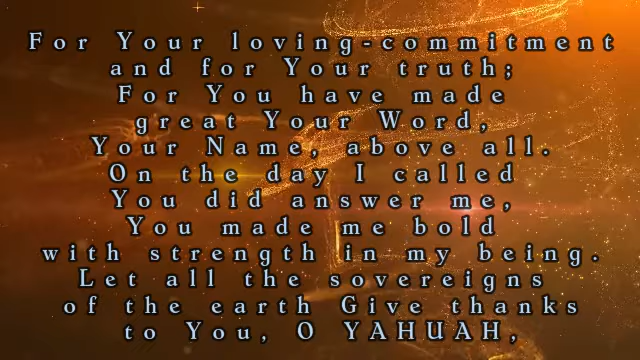 For Your loving-commitment
and for Your truth;
For You have made
great Your Word,
Your Name, above all.
On the day I called
You did answer me,
You made me bold
with strength in my being.
Let all the sovereigns
of the earth Give thanks
to You, O YAHUAH,